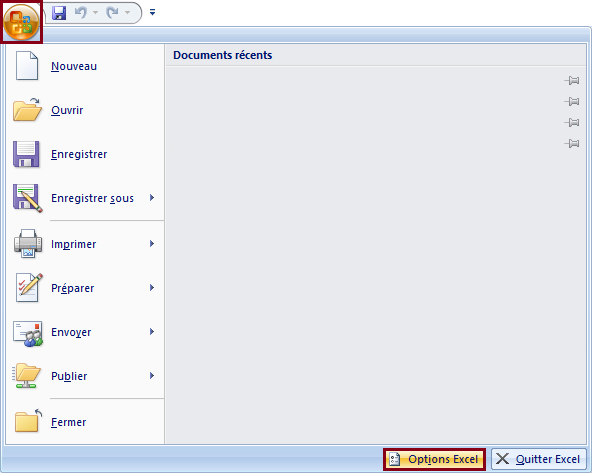 Documents récents
Nouveau
Ouvrir
Enregistrer
Enregistrer sous
Imprimer
Préparer
Envoyer
Publier
Fermer
Options Excel
Quitter Excel